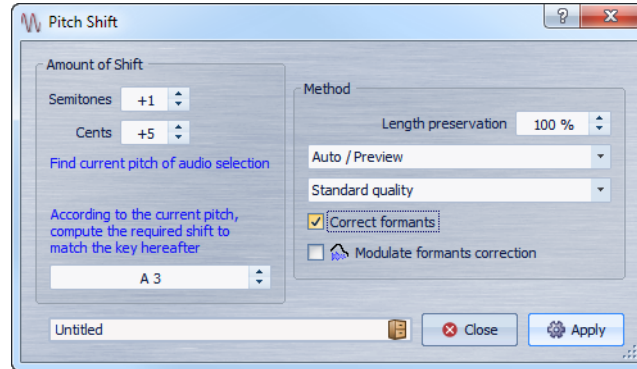 Pitch Shift
Amount of Shift
Semitones +1
Cents +5
Find current pitch of audio selection
According to the current pitch,
compute the required shift to
match the key hereafter
A 3
Method
Length preservation 100 %
Auto / Preview
Standard quality
Correct formants
Modulate formants correction
Untitled
Close
Apply